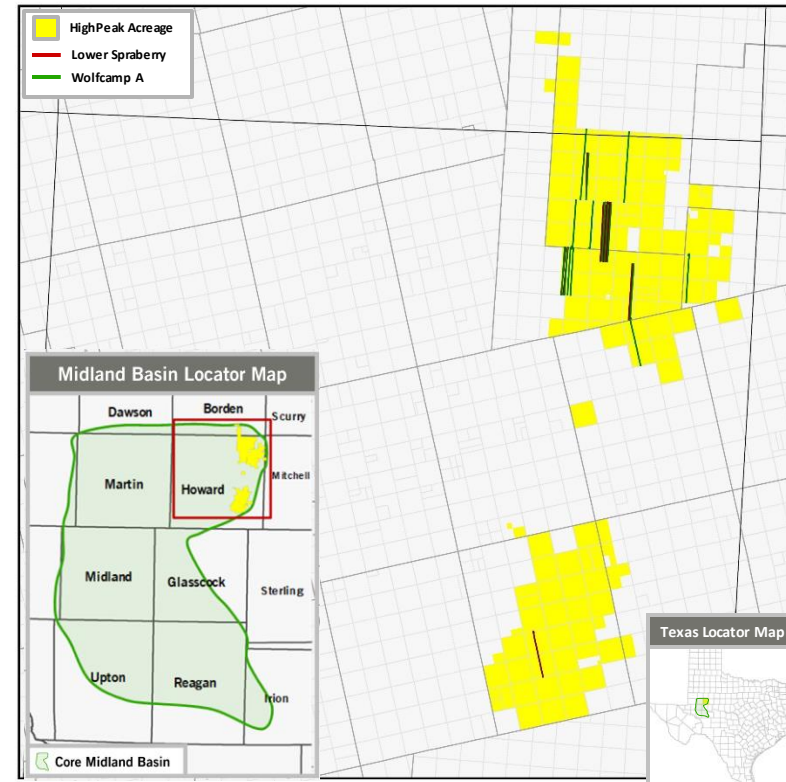 HighPeak Acreage
Lower Spraberry
Wolfcamp A
Midland Basin Locator Map
Dawson
Borden
Scurry
Martin
Howard
Mitchell
Midland
Glasscock
Sterling
Upton
Reagan
Irion
Core Midland Basin
Texas Locator Map